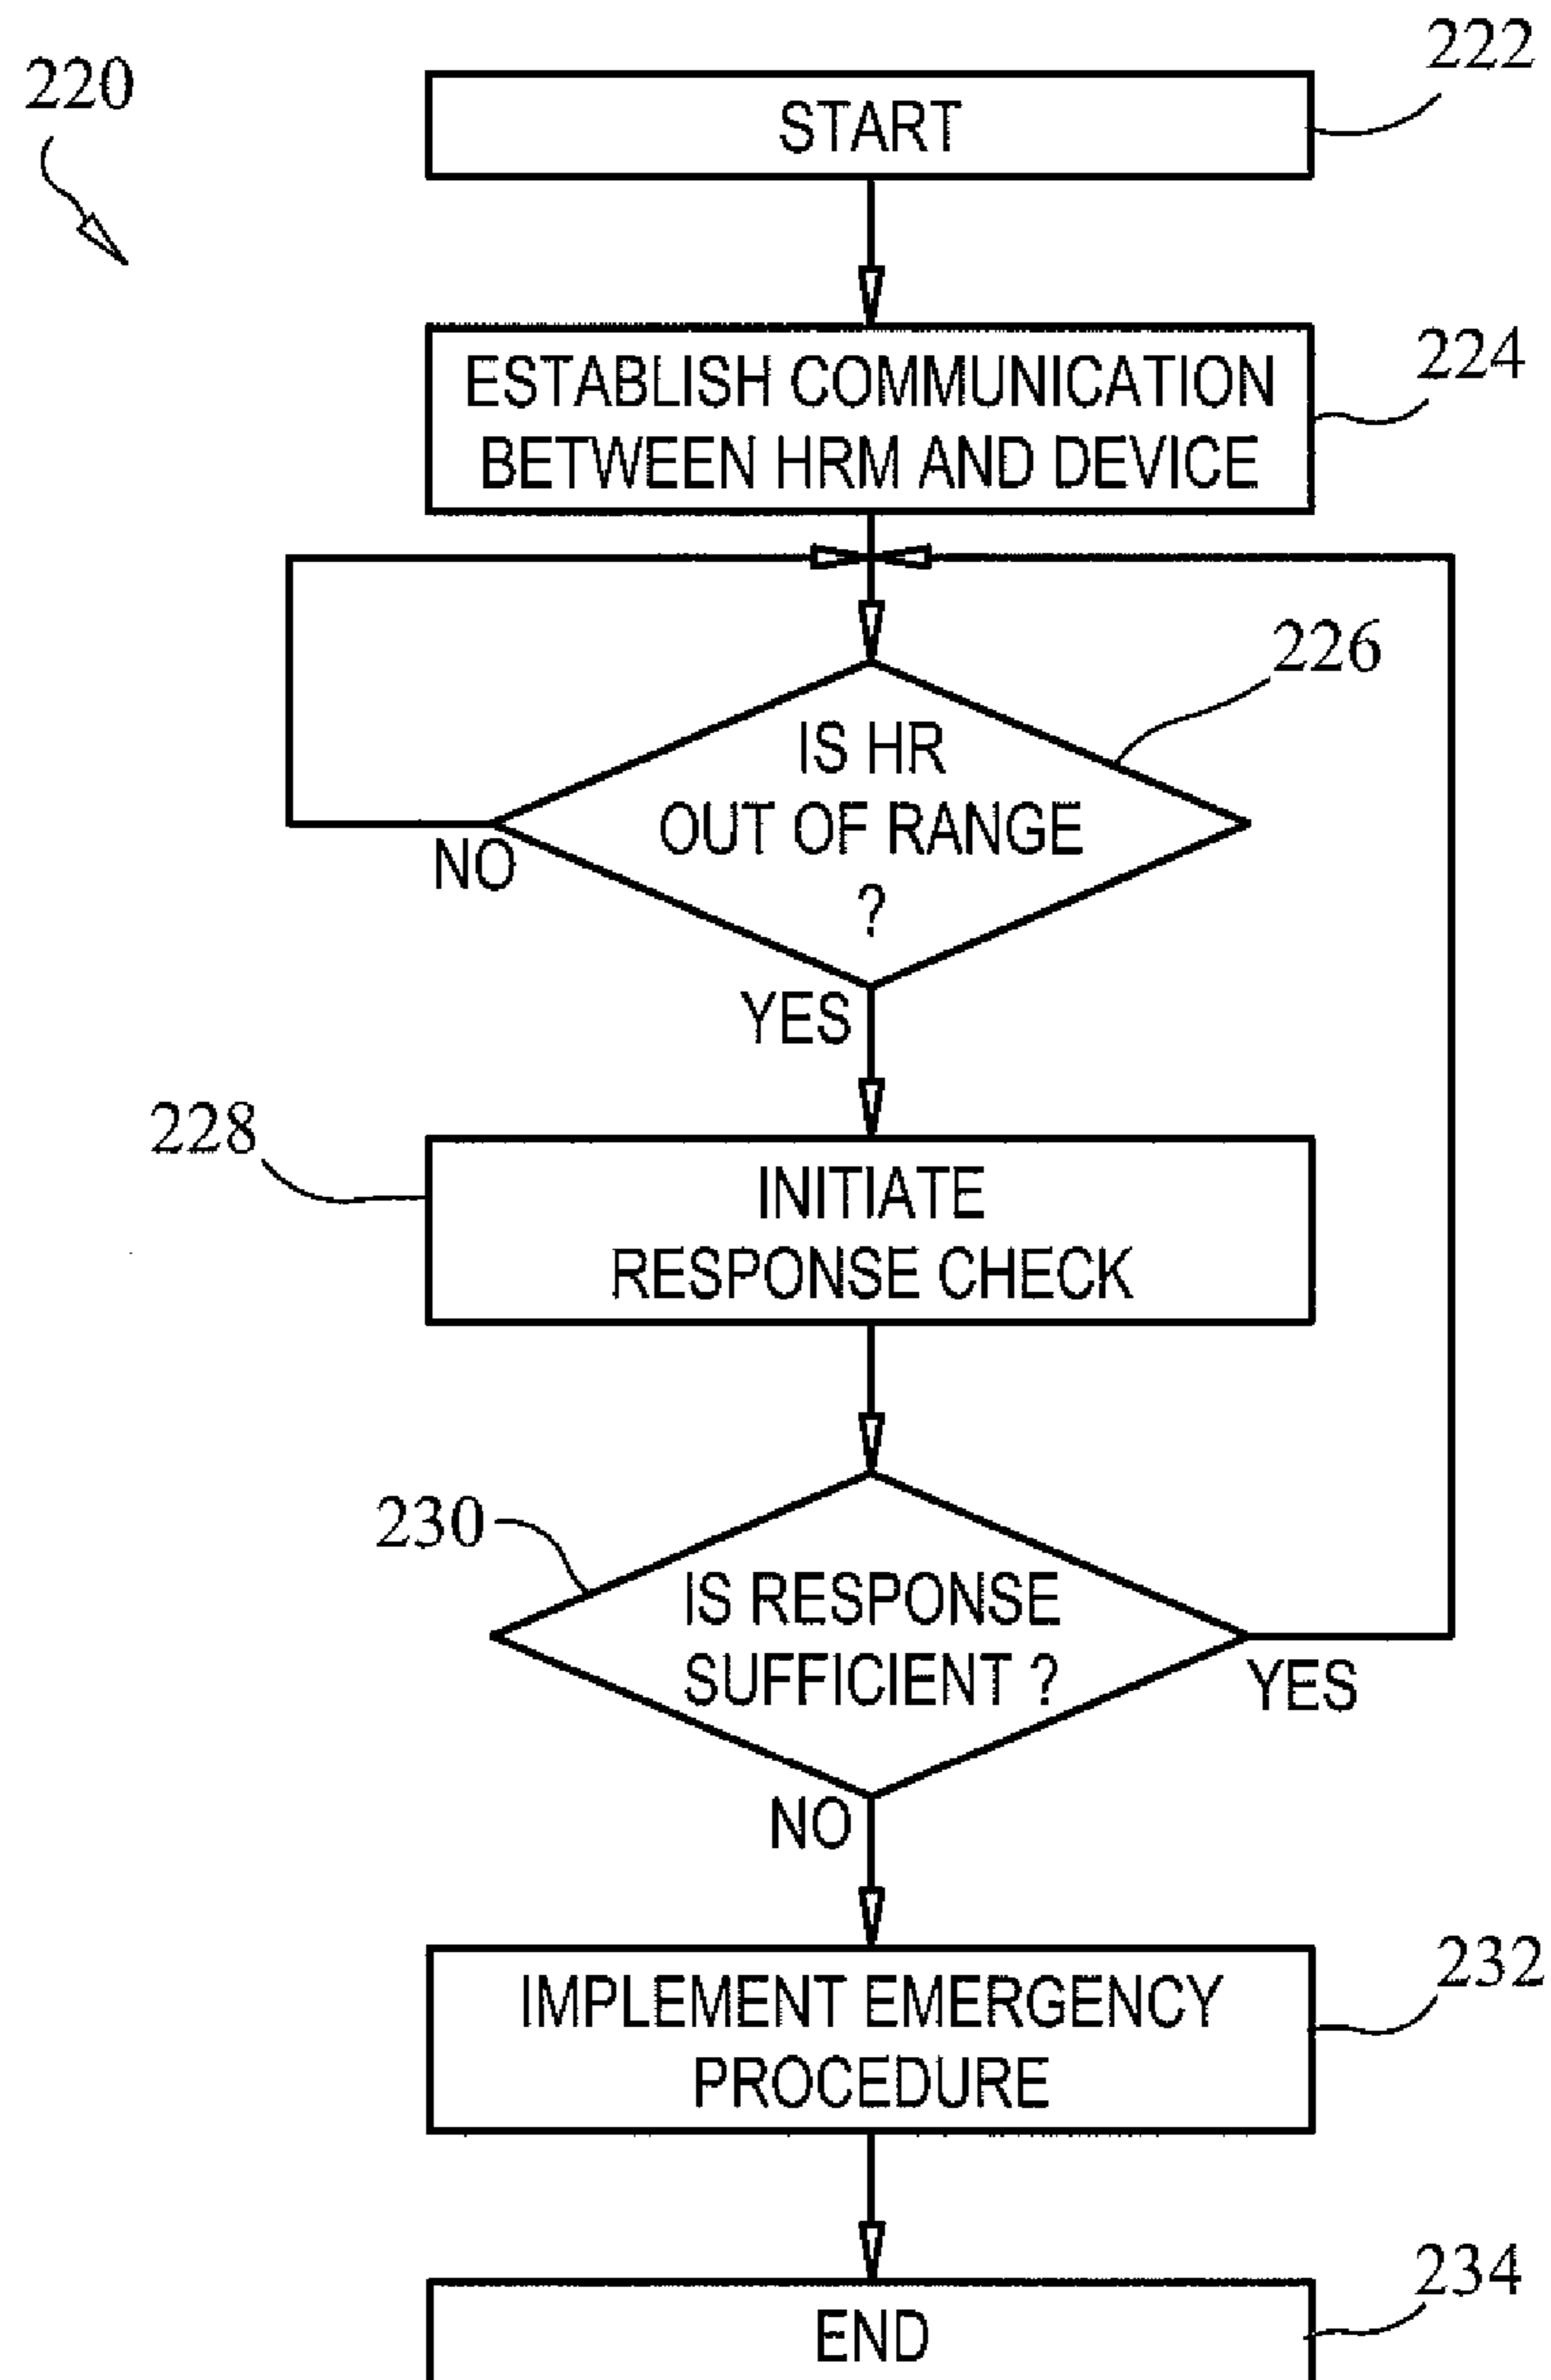 220
222
START
224
ESTABLISH COMMUNICATION
BETWEEN HRM AND DEVICE
226
IS HR
OUT OF RANGE
?
NO
YES
228
INITIATE
RESPONSE CHECK
230
IS RESPONSE
SUFFICIENT ?
YES
NO
232
IMPLEMENT EMERGENCY
PROCEDURE
234
END